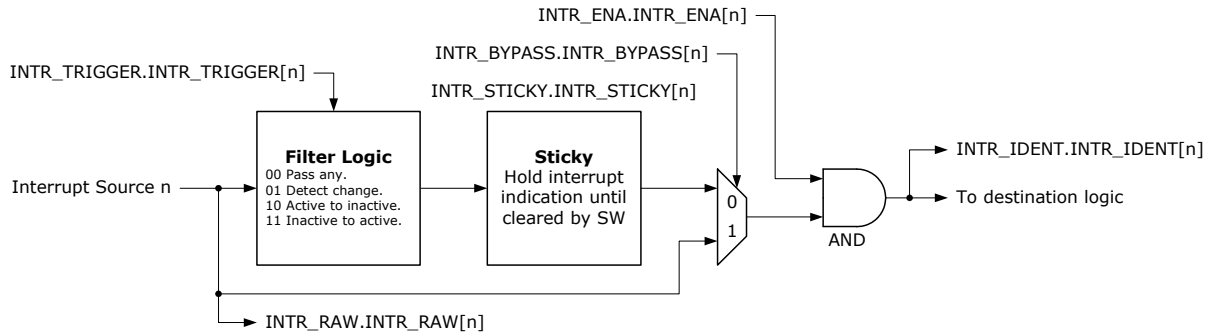 INTR_ENA.INTR_ENA[n]
INTR_BYPASS.INTR_BYPASS[n]
INTR_TRIGGER.INTR_TRIGGER[n]
INTR_STICKY.INTR_STICKY[n]
Filter Logic
00 Pass any.
01 Detect change.
10 Active to inactive.
11 Inactive to active.
Sticky
Hold interrupt
indication until
cleared by SW
Interrupt Source n
0
1
AND
INTR_IDENT.INTR_IDENT[n]
To destination logic
INTR_RAW.INTR_RAW[n]